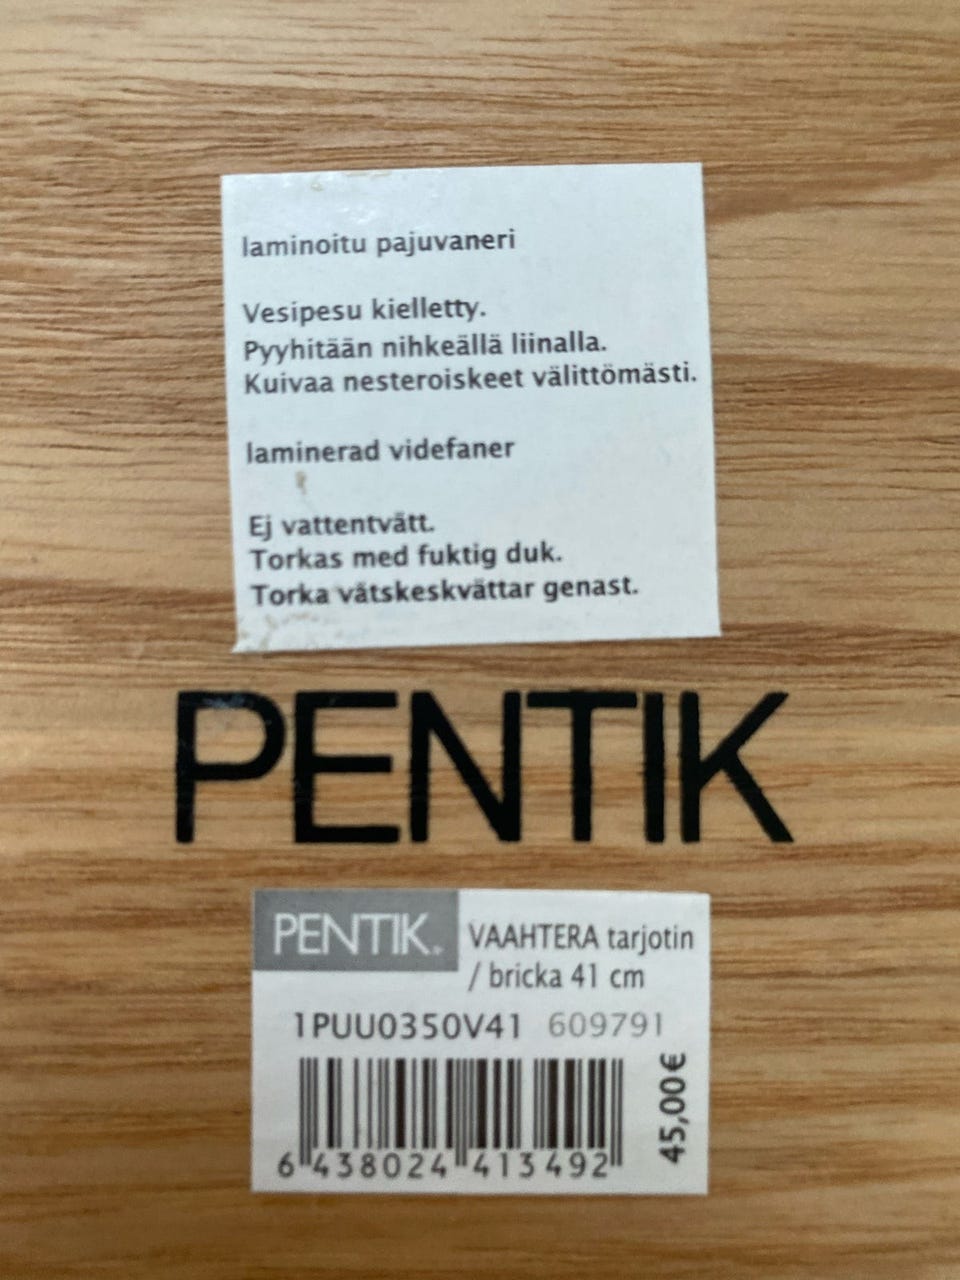 laminoitu pajuvaneri
Vesipesu kielletty.
Pyyhitään nihkeällä liinalla.
Kuivaa nesteroiskeet välittömästi.
laminerad videfaner
Ej vattentvätt.
Torkas med fuktig duk.
Torka våtskeskvättar genast.
PENTIK
PENTIK®
VAAHTERA tarjotin
/ bricka 41 cm
1PUU0350V41 609791
45,00€
6 438024 413492